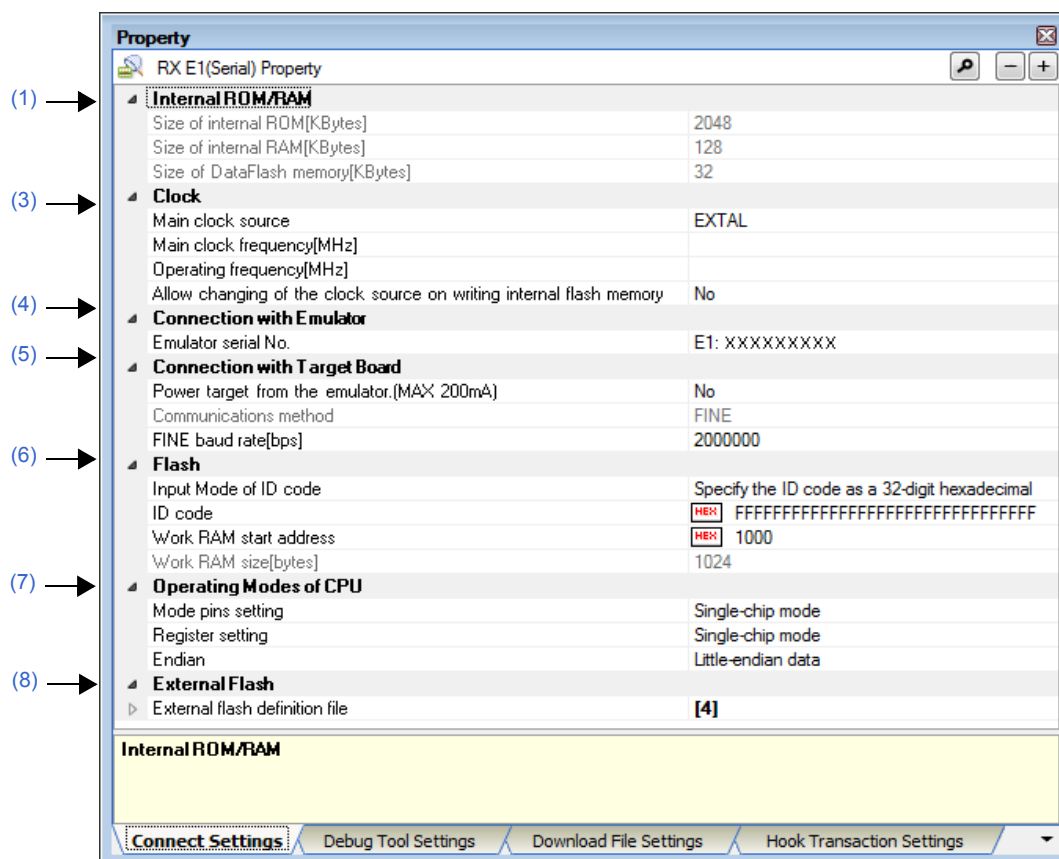 Property
RX E1(Serial) Property
(1) Internal ROM/RAM
Size of internal ROM[KBytes] 2048
Size of internal RAM[KBytes] 128
Size of DataFlash memory[KBytes] 32
(3) Clock
Main clock source EXTAL
Main clock frequency[MHz]
Operating frequency[MHz]
Allow changing of the clock source on writing internal flash memory No
(4) Connection with Emulator
Emulator serial No. E1: XXXXXXXXX
(5) Connection with Target Board
Power target from the emulator.(MAX 200mA) No
Communications method FINE
FINE baud rate[bps] 2000000
(6) Flash
Input Mode of ID code Specify the ID code as a 32-digit hexadecimal
ID code HEX FFFFFFFFFFFFFFFFFFFFFFFFFFFFFFFF
Work RAM start address HEX 1000
Work RAM size[bytes] 1024
(7) Operating Modes of CPU
Mode pins setting Single-chip mode
Register setting Single-chip mode
Endian Little-endian data
(8) External Flash
External flash definition file [4]
Internal ROM/RAM
Connect Settings Debug Tool Settings Download File Settings Hook Transaction Settings